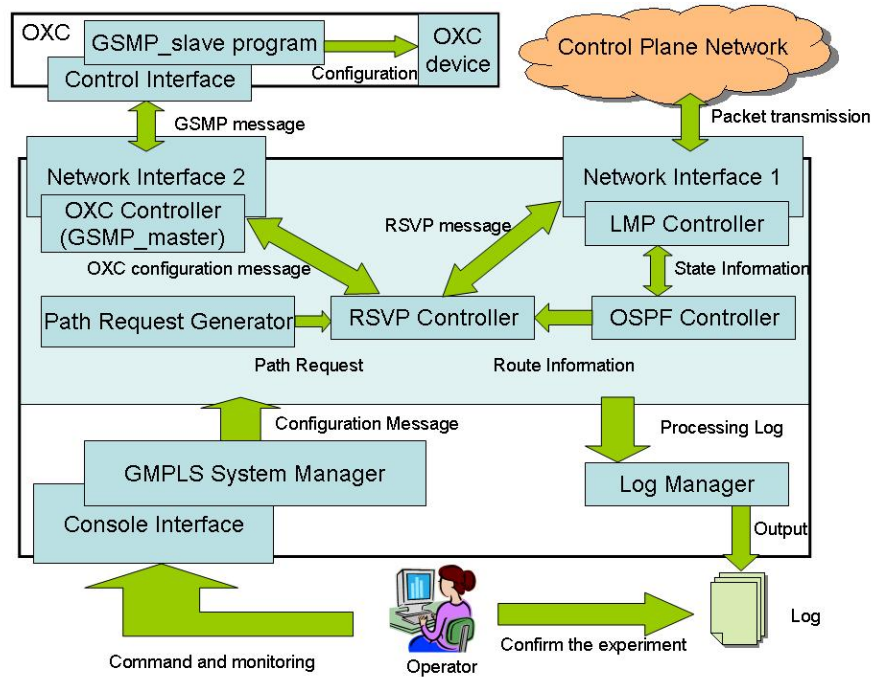 OXC
GSMP_slave program
Configuration
OXC
device
Control Interface
Control Plane Network
GSMP message
Packet transmission
Network Interface 2
OXC Controller
(GSMP_master)
Network Interface 1
LMP Controller
RSVP message
OXC configuration message
State Information
Path Request Generator
RSVP Controller
OSPF Controller
Path Request
Route Information
Configuration Message
Processing Log
GMPLS System Manager
Log Manager
Console Interface
Output
Log
Confirm the experiment
Command and monitoring
Operator